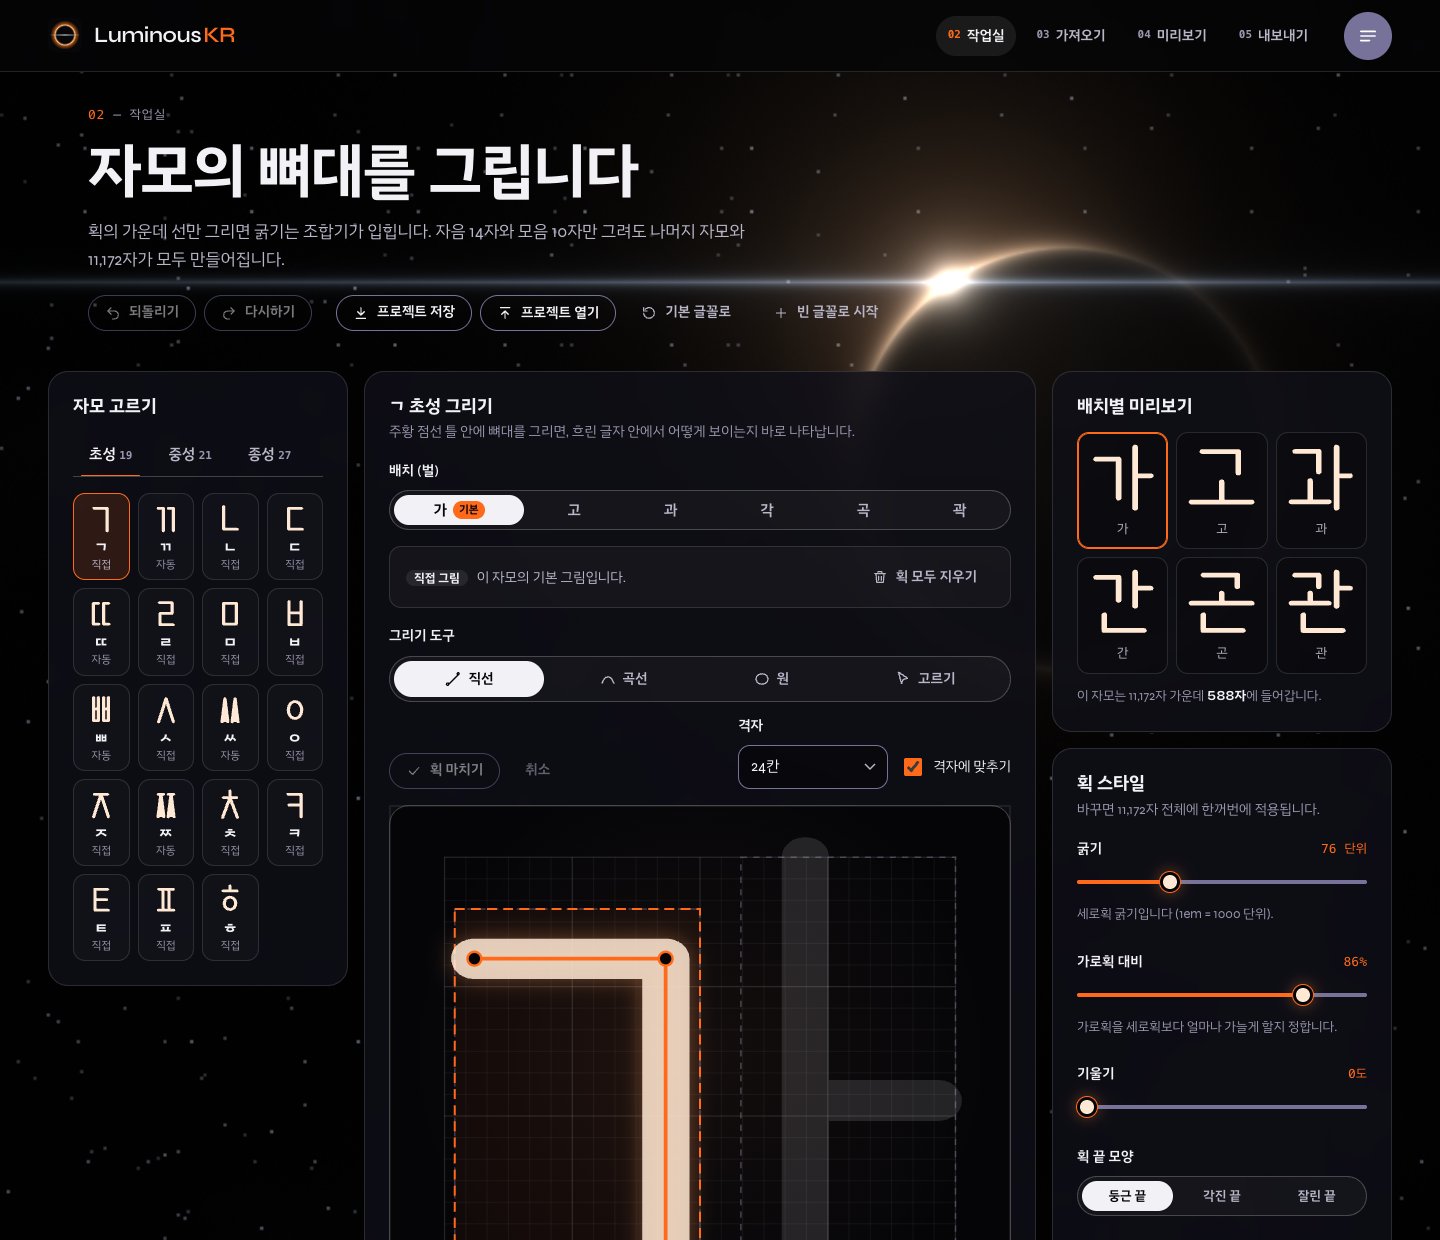 LuminousKR
02 작업실
03 가져오기
04 미리보기
05 내보내기
02 — 작업실
자모의 뼈대를 그립니다
획의 가운데 선만 그리면 굵기는 조합기가 입힙니다. 자음 14자와 모음 10자만 그려도 나머지 자모와
11,172자가 모두 만들어집니다.
되돌리기
다시하기
프로젝트 저장
프로젝트 열기
기본 글꼴로
빈 글꼴로 시작
자모 고르기
초성 19
중성 21
종성 27
ㄱ ㄲ ㄴ ㄷ
ㄱ ㄲ ㄴ ㄷ
직접 자동 직접 직접
ㄸ ㄹ ㅁ ㅂ
ㄸ ㄹ ㅁ ㅂ
자동 직접 직접 직접
ㅃ ㅅ ㅆ ㅇ
ㅃ ㅅ ㅆ ㅇ
자동 직접 자동 직접
ㅈ ㅉ ㅊ ㅋ
ㅈ ㅉ ㅊ ㅋ
직접 자동 직접 직접
ㅌ ㅍ ㅎ
ㅌ ㅍ ㅎ
직접 직접 직접
ㄱ 초성 그리기
주황 점선 틀 안에 뼈대를 그리면, 흐린 글자 안에서 어떻게 보이는지 바로 나타납니다.
배치 (벌)
가 기본 고 과 각 곡 곽
직접 그림 이 자모의 기본 그림입니다.
획 모두 지우기
그리기 도구
직선 곡선 원 고르기
격자
획 마치기
취소
24칸
격자에 맞추기
가
배치별 미리보기
가 고 과
가 고 과
간 곤 관
간 곤 관
이 자모는 11,172자 가운데 588자에 들어갑니다.
획 스타일
바꾸면 11,172자 전체에 한꺼번에 적용됩니다.
굵기 76 단위
세로획 굵기입니다 (1em = 1000 단위).
가로획 대비 86%
가로획을 세로획보다 얼마나 가늘게 할지 정합니다.
기울기 0도
획 끝 모양
둥근 끝 각진 끝 잘린 끝